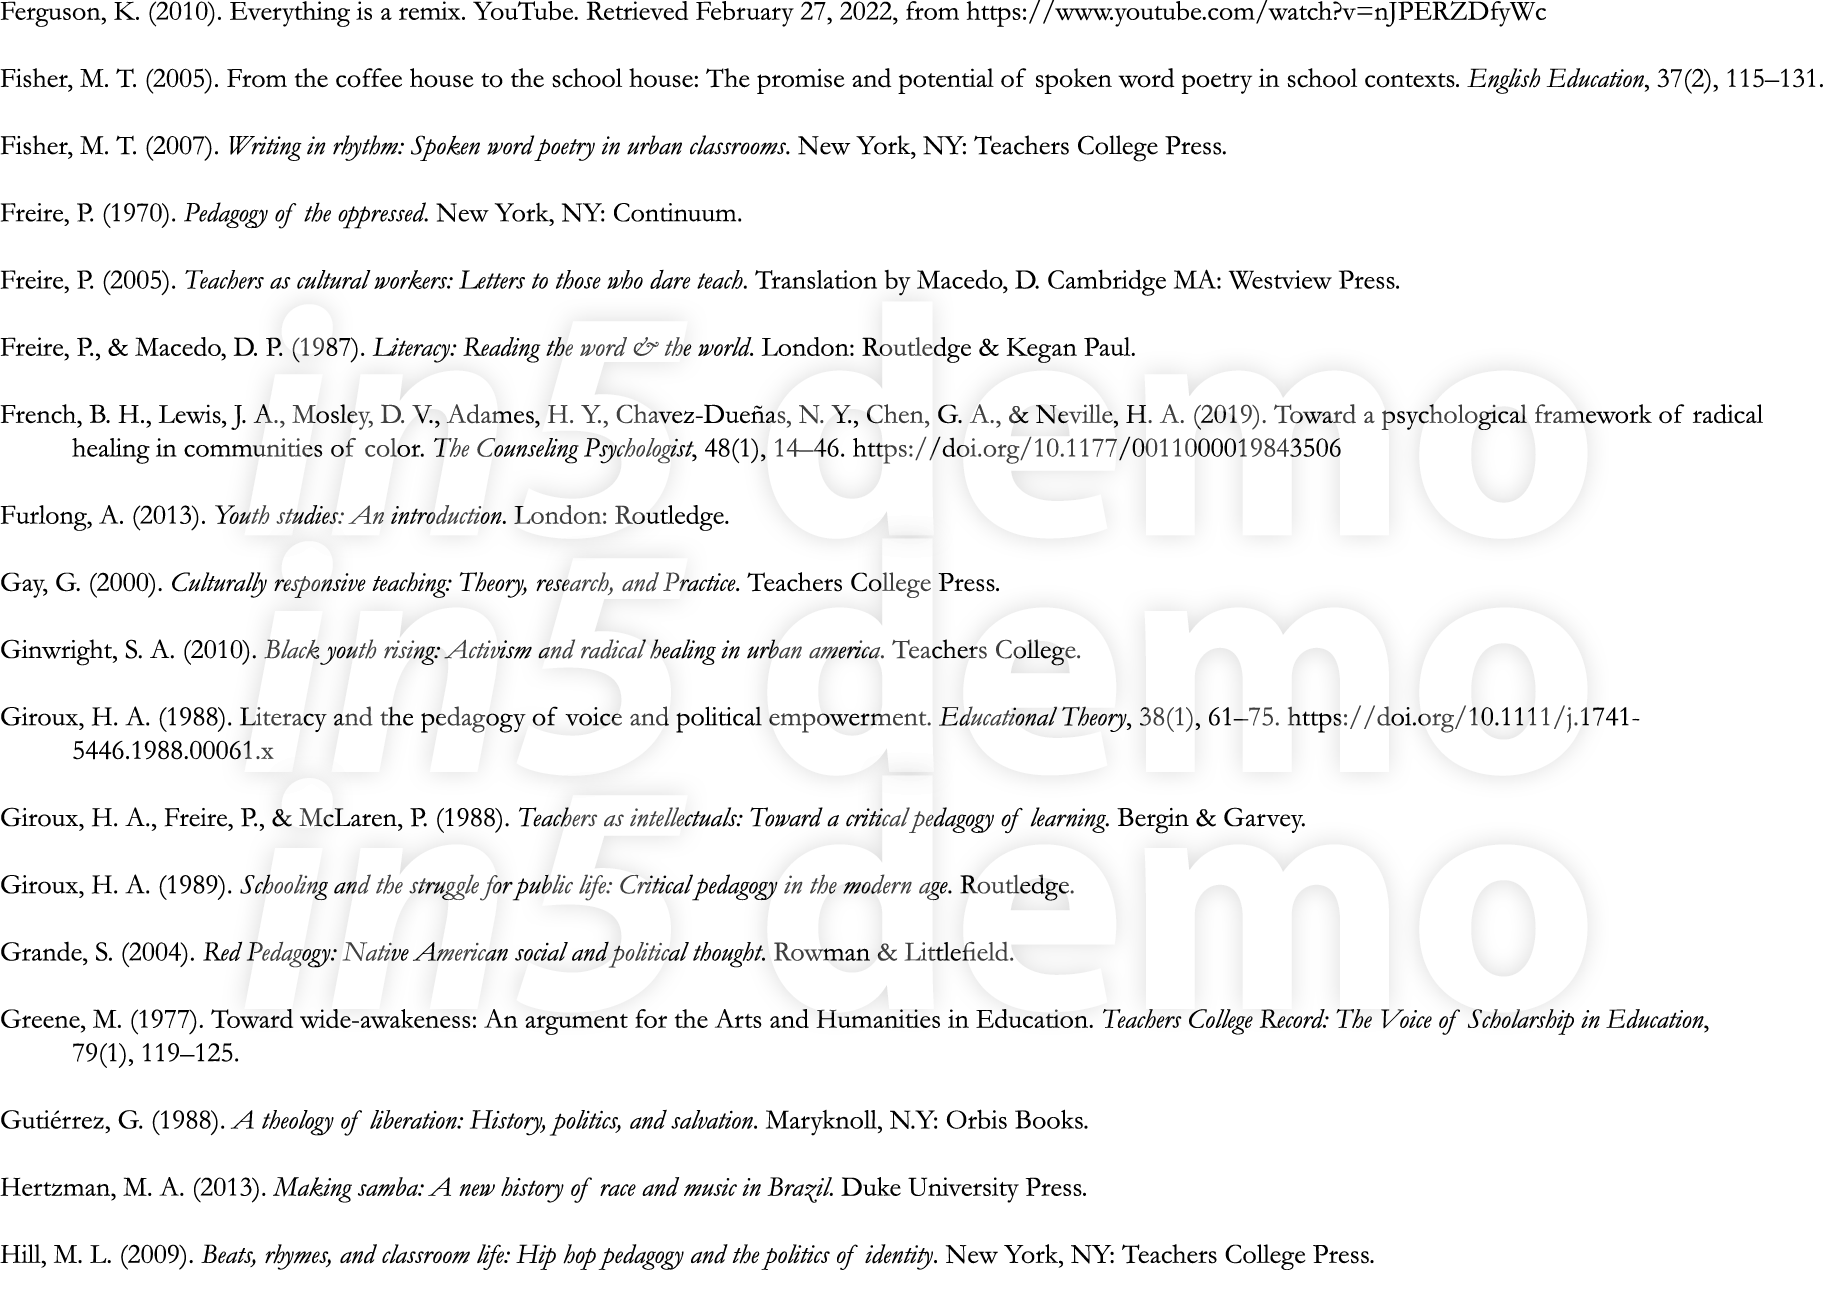 Ferguson, K. (2010). Everything is a remix. YouTube. Retrieved February 27, 2022, from https://www.youtube.com/watch?v=nJPERZDfyWc
Fisher, M. T. (2005). From the coffee house to the school house: The promise and potential of spoken word poetry in school contexts. English Education, 37(2), 115–131.
Fisher, M. T. (2007). Writing in rhythm: Spoken word poetry in urban classrooms. New York, NY: Teachers College Press.
Freire, P. (1970). Pedagogy of the oppressed. New York, NY: Continuum.
Freire, P. (2005). Teachers as cultural workers: Letters to those who dare teach. Translation by Macedo, D. Cambridge MA: Westview Press.
Freire, P., & Macedo, D. P. (1987). Literacy: Reading the word & the world. London: Routledge & Kegan Paul.
French, B. H., Lewis, J. A., Mosley, D. V., Adames, H. Y., Chavez-Dueñas, N. Y., Chen, G. A., & Neville, H. A. (2019). Toward a psychological framework of radical
healing in communities of color. The Counseling Psychologist, 48(1), 14–46. https://doi.org/10.1177/0011000019843506
in5 demo
Furlong, A. (2013). Youth studies: An introduction. London: Routledge.
Gay, G. (2000). Culturally responsive teaching: Theory, research, and Practice. Teachers College Press.
Ginwright, S. A. (2010). Black youth rising: Activism and radical healing in urban america. Teachers College.
in5 demo
Giroux, H. A. (1988). Literacy and the pedagogy of voice and political empowerment. Educational Theory, 38(1), 61–75. https://doi.org/10.1111/j.1741-
5446.1988.00061.x
Giroux, H. A., Freire, P., & McLaren, P. (1988). Teachers as intellectuals: Toward a critical pedagogy of learning. Bergin & Garvey.
Giroux, H. A. (1989). Schooling and the struggle for public life: Critical pedagogy in the modern age. Routledge.
in5 demo
Grande, S. (2004). Red Pedagogy: Native American social and political thought. Rowman & Littlefield.
Greene, M. (1977). Toward wide-awakeness: An argument for the Arts and Humanities in Education. Teachers College Record: The Voice of Scholarship in Education,
79(1), 119–125.
Gutiérrez, G. (1988). A theology of liberation: History, politics, and salvation. Maryknoll, N.Y: Orbis Books.
Hertzman, M. A. (2013). Making samba: A new history of race and music in Brazil. Duke University Press.
Hill, M. L. (2009). Beats, rhymes, and classroom life: Hip hop pedagogy and the politics of identity. New York, NY: Teachers College Press.